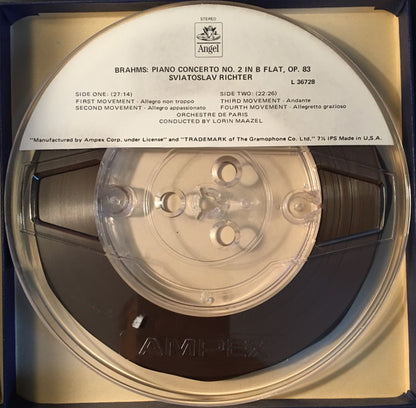 STEREO
Angel
BRAHMS: PIANO CONCERTO NO. 2 IN B FLAT, OP. 83
SVIATOSLAV RICHTER
L 36728
SIDE ONE: (27:14) SIDE TWO: (22:26)
FIRST MOVEMENT - Allegro non troppo THIRD MOVEMENT - Andante
SECOND MOVEMENT - Allegro appassionato FOURTH MOVEMENT - Allegretto grazioso
ORCHESTRE DE PARIS
CONDUCTED BY LORIN MAAZEL
"Manufactured by Ampex Corp. under License" and "TRADEMARK of The Gramophone Co. Ltd." 7½ IPS Made in U.S.A.
AMPEX